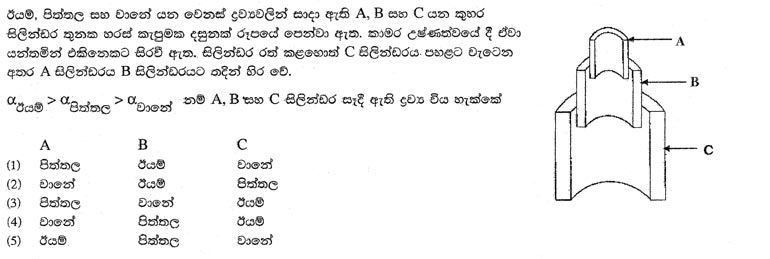 ඊයම්, පිත්තල සහ වානේ යන වෙනස් ද්‍රව්‍යවලින් සාදා ඇති A, B සහ C යන කුහර
සිලින්ඩර තුනක හරස් කැපුමක දසුනක් රූපයේ පෙන්වා ඇත. කාමර උෂ්ණත්වයේ දී ඒවා
යන්තමින් එකිනෙකට සිරවී ඇත. සිලින්ඩර රත් කළහොත් C සිලින්ඩරය පහළට වැටෙන
අතර A සිලින්ඩරය B සිලින්ඩරයට තදින් හිර වේ.
α ඊයම් > α පිත්තල > α වානේ නම් A, B සහ C සිලින්ඩර සෑදී ඇති ද්‍රව්‍ය විය හැක්කේ
A B C
(1) පිත්තල ඊයම් වානේ
(2) වානේ ඊයම් පිත්තල
(3) පිත්තල වානේ ඊයම්
(4) වානේ පිත්තල ඊයම්
(5) ඊයම් පිත්තල වානේ
A
B
C